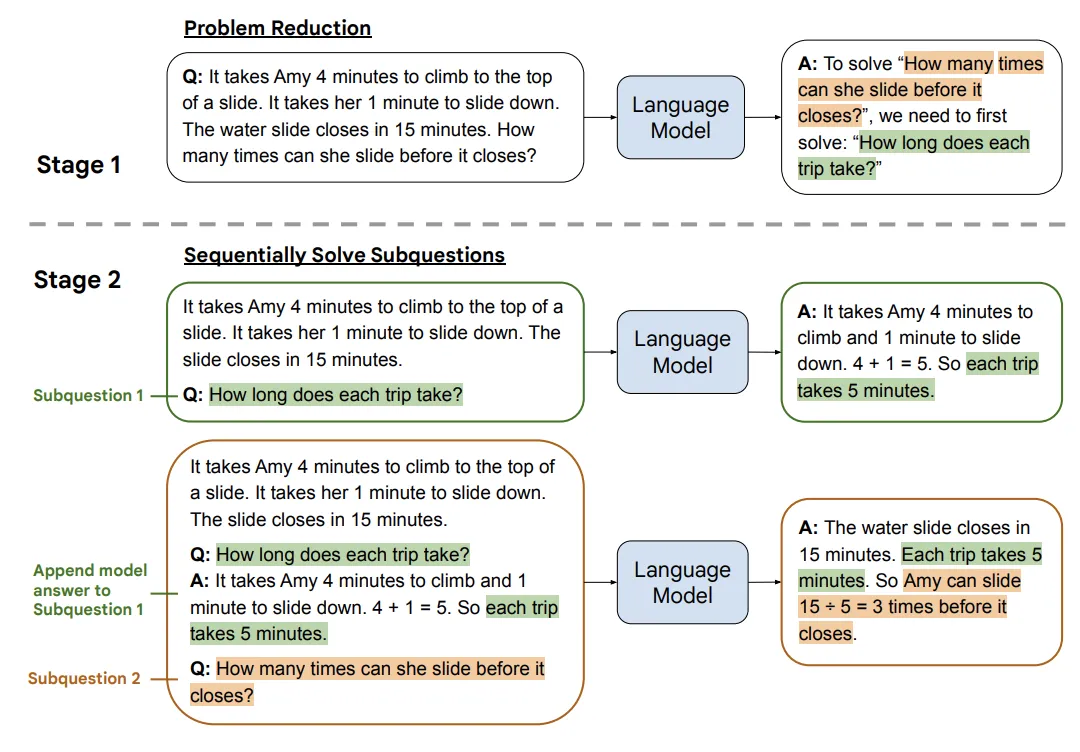 Problem Reduction
Stage 1
Q: It takes Amy 4 minutes to climb to the top
of a slide. It takes her 1 minute to slide down.
The water slide closes in 15 minutes. How
many times can she slide before it closes?
Language
Model
A: To solve “How many times
can she slide before it
closes?”, we need to first
solve: “How long does each
trip take?”
Stage 2
Sequentially Solve Subquestions
It takes Amy 4 minutes to climb to the top of a
slide. It takes her 1 minute to slide down. The
slide closes in 15 minutes.
Subquestion 1
Q: How long does each trip take?
Language
Model
A: It takes Amy 4 minutes to
climb and 1 minute to slide
down. 4 + 1 = 5. So each trip
takes 5 minutes.
It takes Amy 4 minutes to climb to the top of
a slide. It takes her 1 minute to slide down.
The slide closes in 15 minutes.
Append model
answer to
Subquestion 1
Q: How long does each trip take?
A: It takes Amy 4 minutes to climb and 1
minute to slide down. 4 + 1 = 5. So each trip
takes 5 minutes.
Subquestion 2
Q: How many times can she slide before it
closes?
Language
Model
A: The water slide closes in
15 minutes. Each trip takes 5
minutes. So Amy can slide
15 ÷ 5 = 3 times before it
closes.